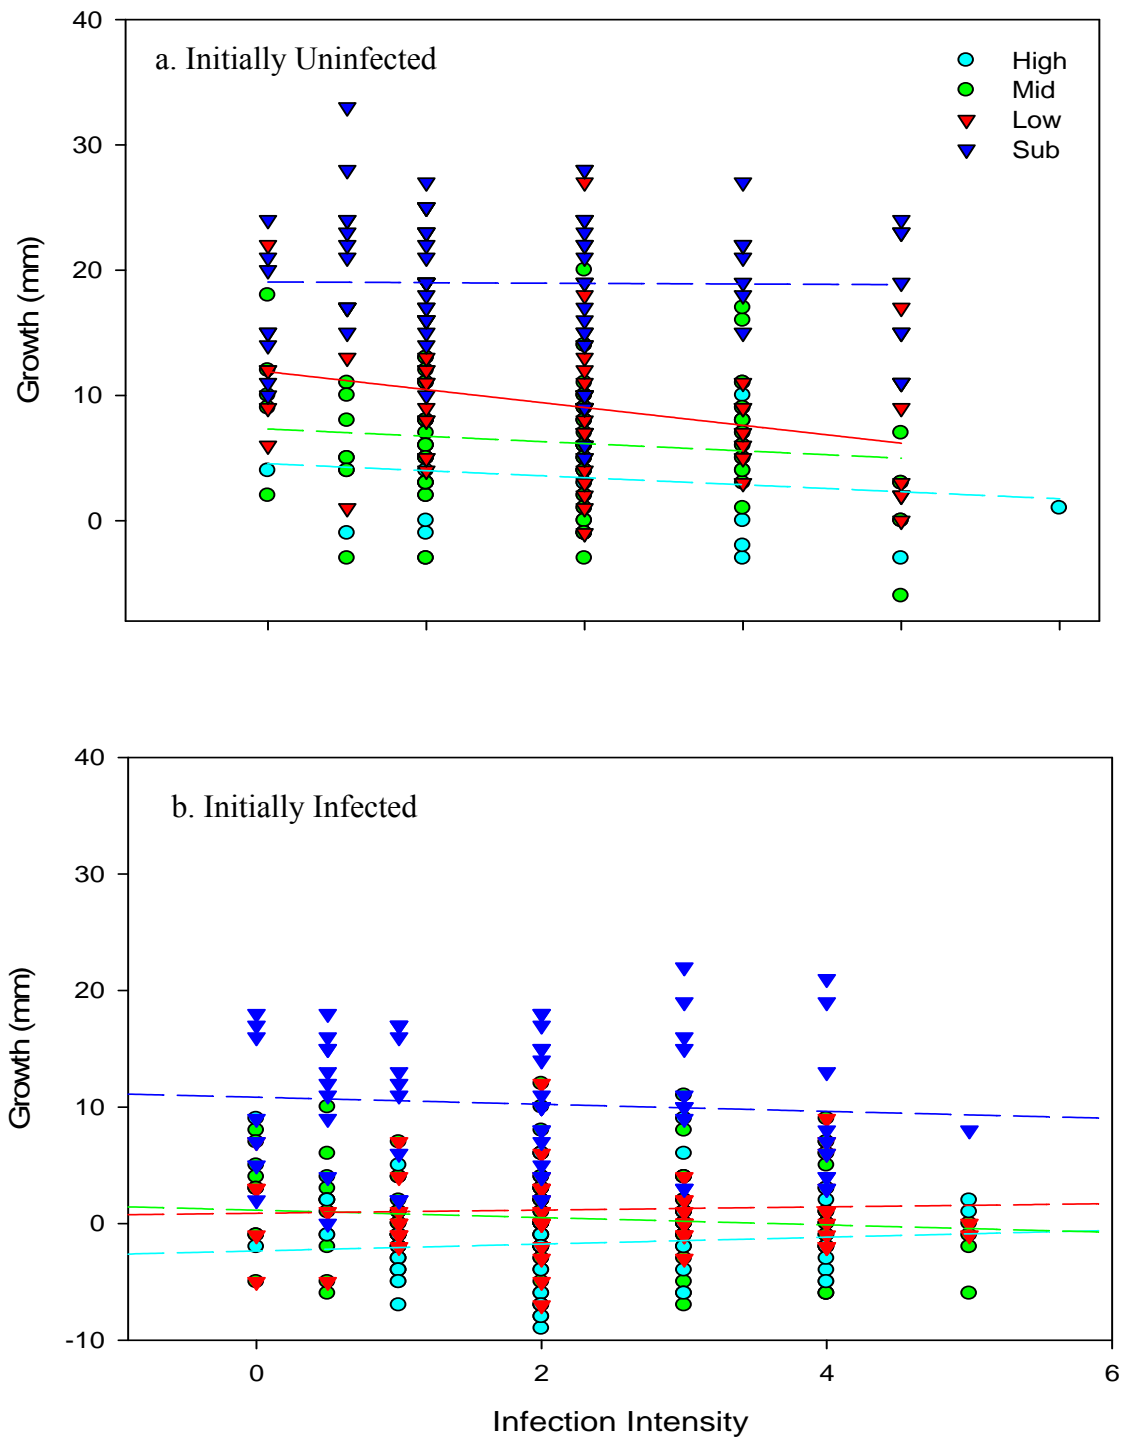 40
a. Initially Uninfected
High
Mid
Low
Sub
30
20
10
0
Growth (mm)
40
b. Initially Infected
30
20
10
0
-10
Growth (mm)
0
2
4
6
Infection Intensity